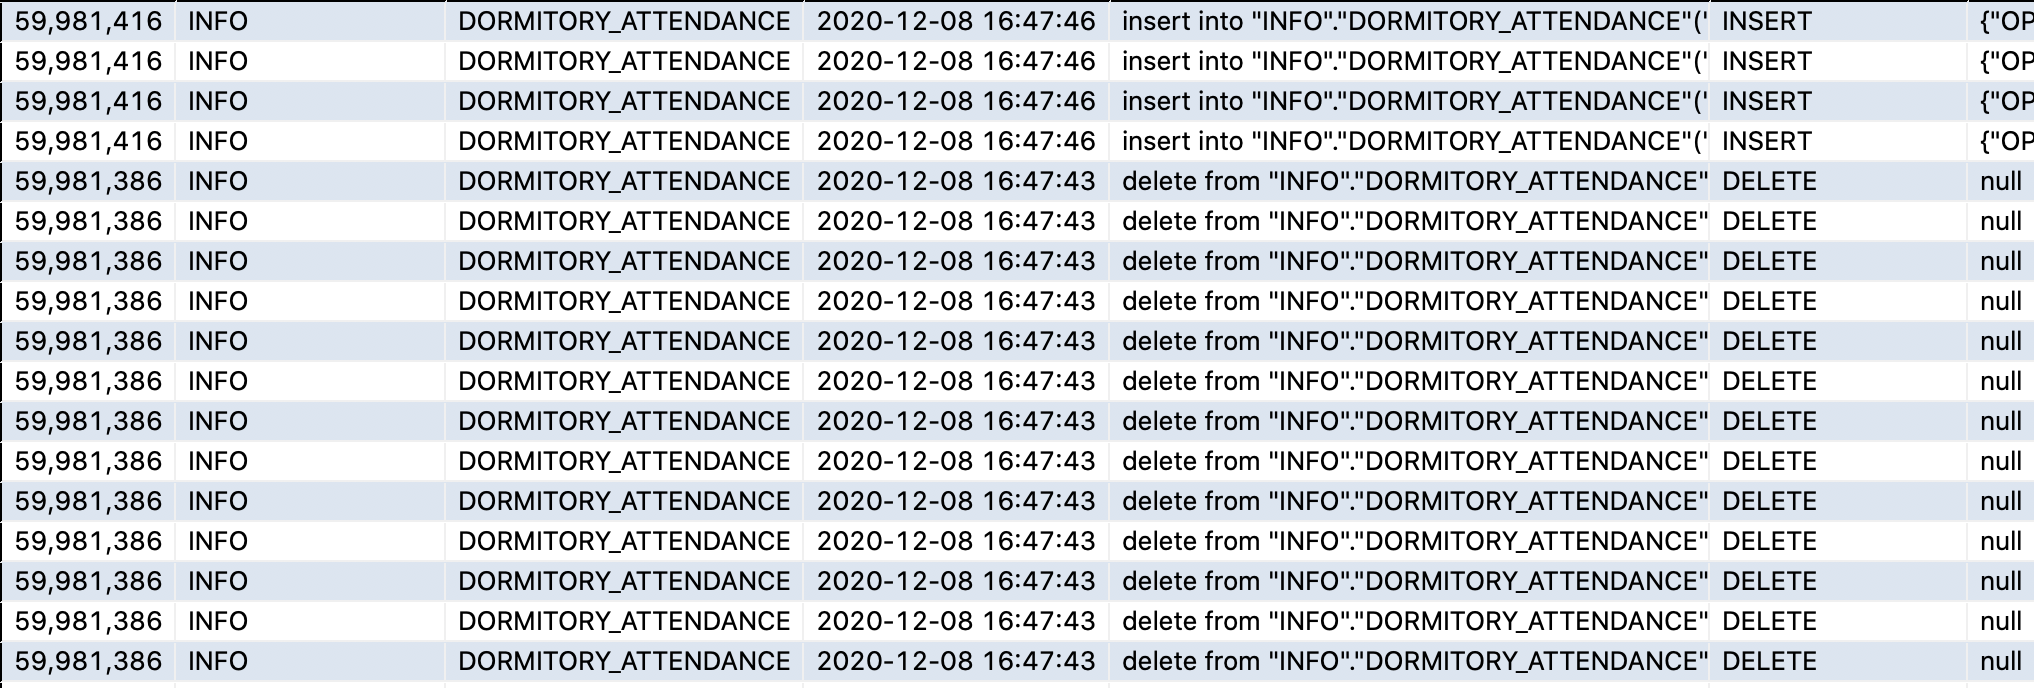 59,981,416 INFO DORMITORY_ATTENDANCE 2020-12-08 16:47:46 insert into "INFO"."DORMITORY_ATTENDANCE"(' INSERT {"OP
59,981,416 INFO DORMITORY_ATTENDANCE 2020-12-08 16:47:46 insert into "INFO"."DORMITORY_ATTENDANCE"(' INSERT {"OP
59,981,416 INFO DORMITORY_ATTENDANCE 2020-12-08 16:47:46 insert into "INFO"."DORMITORY_ATTENDANCE"(' INSERT {"OP
59,981,416 INFO DORMITORY_ATTENDANCE 2020-12-08 16:47:46 insert into "INFO"."DORMITORY_ATTENDANCE"(' INSERT {"OP
59,981,386 INFO DORMITORY_ATTENDANCE 2020-12-08 16:47:43 delete from "INFO"."DORMITORY_ATTENDANCE" DELETE null
59,981,386 INFO DORMITORY_ATTENDANCE 2020-12-08 16:47:43 delete from "INFO"."DORMITORY_ATTENDANCE" DELETE null
59,981,386 INFO DORMITORY_ATTENDANCE 2020-12-08 16:47:43 delete from "INFO"."DORMITORY_ATTENDANCE" DELETE null
59,981,386 INFO DORMITORY_ATTENDANCE 2020-12-08 16:47:43 delete from "INFO"."DORMITORY_ATTENDANCE" DELETE null
59,981,386 INFO DORMITORY_ATTENDANCE 2020-12-08 16:47:43 delete from "INFO"."DORMITORY_ATTENDANCE" DELETE null
59,981,386 INFO DORMITORY_ATTENDANCE 2020-12-08 16:47:43 delete from "INFO"."DORMITORY_ATTENDANCE" DELETE null
59,981,386 INFO DORMITORY_ATTENDANCE 2020-12-08 16:47:43 delete from "INFO"."DORMITORY_ATTENDANCE" DELETE null
59,981,386 INFO DORMITORY_ATTENDANCE 2020-12-08 16:47:43 delete from "INFO"."DORMITORY_ATTENDANCE" DELETE null
59,981,386 INFO DORMITORY_ATTENDANCE 2020-12-08 16:47:43 delete from "INFO"."DORMITORY_ATTENDANCE" DELETE null
59,981,386 INFO DORMITORY_ATTENDANCE 2020-12-08 16:47:43 delete from "INFO"."DORMITORY_ATTENDANCE" DELETE null
59,981,386 INFO DORMITORY_ATTENDANCE 2020-12-08 16:47:43 delete from "INFO"."DORMITORY_ATTENDANCE" DELETE null
59,981,386 INFO DORMITORY_ATTENDANCE 2020-12-08 16:47:43 delete from "INFO"."DORMITORY_ATTENDANCE" DELETE null
59,981,386 INFO DORMITORY_ATTENDANCE 2020-12-08 16:47:43 delete from "INFO"."DORMITORY_ATTENDANCE" DELETE null